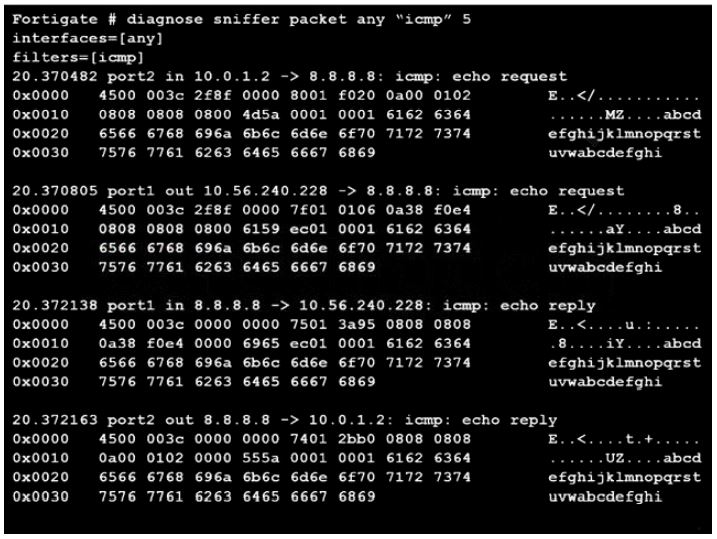 Fortigate # diagnose sniffer packet any “icmp” 5
interfaces=[any]
filters=[icmp]
20.370482 port2 in 10.0.1.2 -> 8.8.8.8: icmp: echo request
0x0000 4500 003c 2f8f 0000 8001 f020 0a00 0102 E..</...........
0x0010 0808 0808 0800 4d5a 0001 0001 6162 6364 ......MZ....abcd
0x0020 6566 6768 696a 6b6c 6d6e 6f70 7172 7374 efghijklmnopqrst
0x0030 7576 7761 6263 6465 6667 6869 uvwabcdefghi
20.370805 port1 out 10.56.240.228 -> 8.8.8.8: icmp: echo request
0x0000 4500 003c 2f8f 0000 7f01 0106 0a38 f0e4 E..</........8..
0x0010 0808 0808 0800 6159 ec01 0001 6162 6364 ......aY....abcd
0x0020 6566 6768 696a 6b6c 6d6e 6f70 7172 7374 efghijklmnopqrst
0x0030 7576 7761 6263 6465 6667 6869 uvwabcdefghi
20.372138 port1 in 8.8.8.8 -> 10.56.240.228: icmp: echo reply
0x0000 4500 003c 0000 0000 7501 3a95 0808 0808 E..<....u.:.....
0x0010 0a38 f0e4 0000 6965 ec01 0001 6162 6364 .8....iY....abcd
0x0020 6566 6768 696a 6b6c 6d6e 6f70 7172 7374 efghijklmnopqrst
0x0030 7576 7761 6263 6465 6667 6869 uvwabcdefghi
20.372163 port2 out 8.8.8.8 -> 10.0.1.2: icmp: echo reply
0x0000 4500 003c 0000 0000 7401 2bb0 0808 0808 E..<....t.+.....
0x0010 0a00 0102 0000 555a 0001 0001 6162 6364 ......UZ....abcd
0x0020 6566 6768 696a 6b6c 6d6e 6f70 7172 7374 efghijklmnopqrst
0x0030 7576 7761 6263 6465 6667 6869 uvwabcdefghi